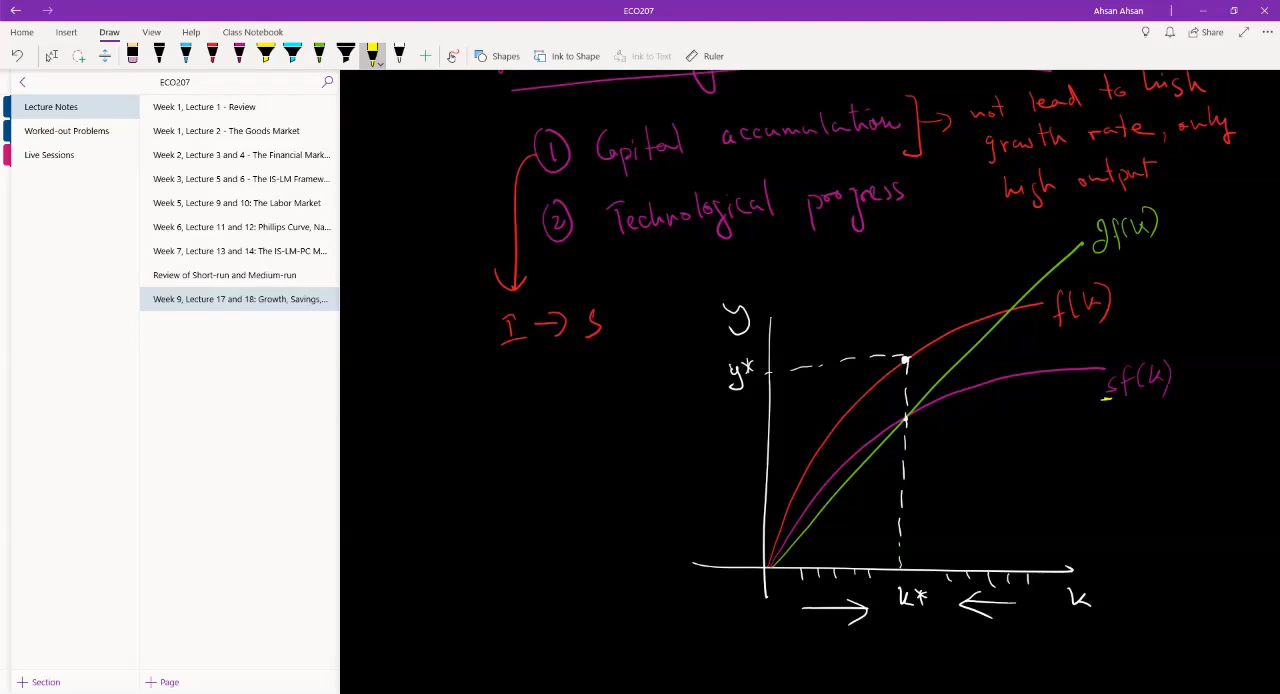 ECO207
Ahsan Ahsan
Home Insert Draw View Help Class Notebook
Share
Shapes Ink to Shape Ink to Text Ruler
ECO207
Lecture Notes
Worked-out Problems
Live Sessions
Week 1, Lecture 1 - Review
Week 1, Lecture 2 - The Goods Market
Week 2, Lecture 3 and 4 - The Financial Mark...
Week 3, Lecture 5 and 6 - The IS-LM Framew...
Week 5, Lecture 9 and 10: The Labor Market
Week 6, Lecture 11 and 12: Phillips Curve, Na...
Week 7, Lecture 13 and 14: The IS-LM-PC M...
Review of Short-run and Medium-run
Week 9, Lecture 17 and 18: Growth, Savings,...
+ Section
+ Page
① Capital accumulation → not lead to high
growth rate, only
high output
② Technological progress
I → S
y
y*
f(k)
sf(k)
k*
k